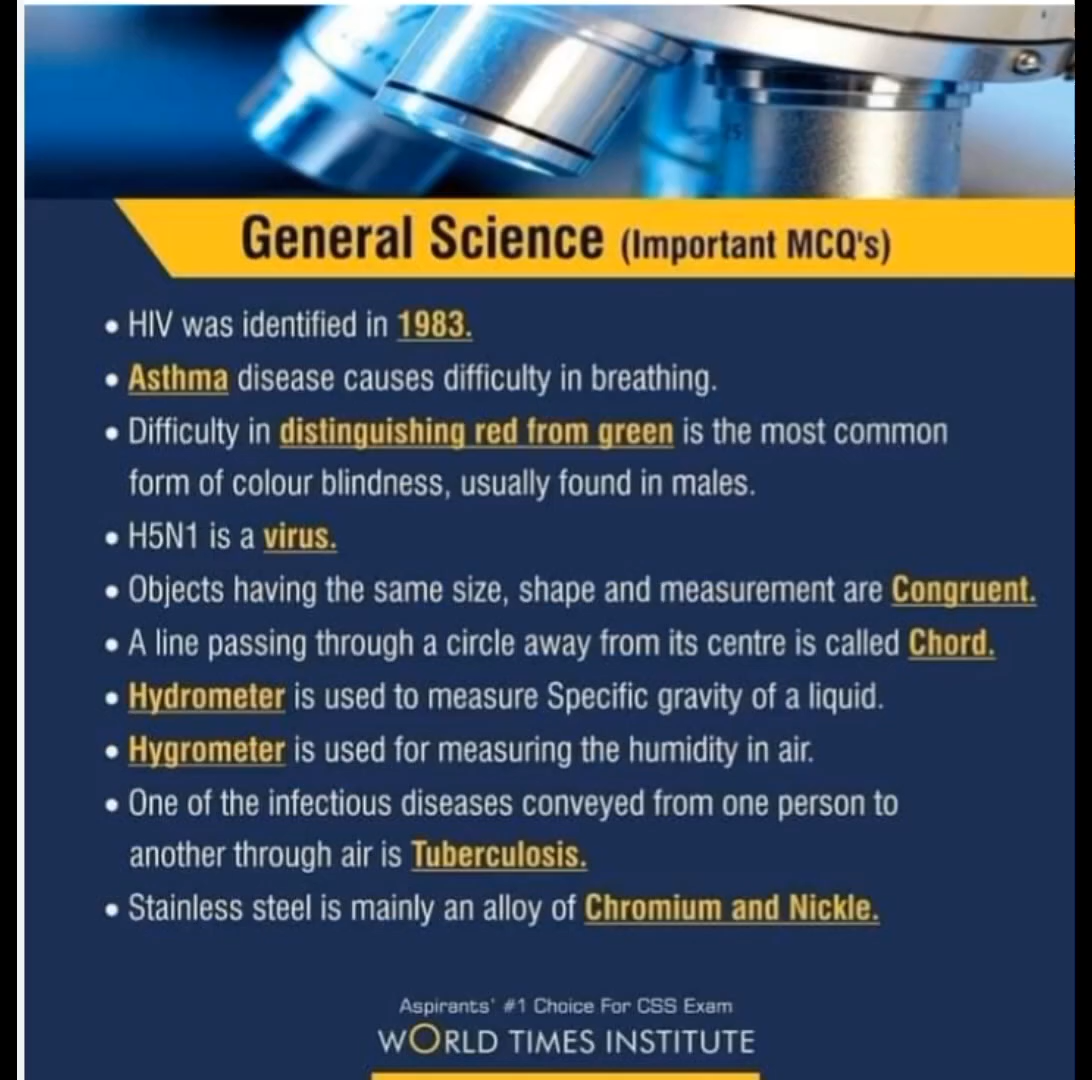 General Science (Important MCQ's)
• HIV was identified in 1983.
• Asthma disease causes difficulty in breathing.
• Difficulty in distinguishing red from green is the most common
form of colour blindness, usually found in males.
• H5N1 is a virus.
• Objects having the same size, shape and measurement are Congruent.
• A line passing through a circle away from its centre is called Chord.
• Hydrometer is used to measure Specific gravity of a liquid.
• Hygrometer is used for measuring the humidity in air.
• One of the infectious diseases conveyed from one person to
another through air is Tuberculosis.
• Stainless steel is mainly an alloy of Chromium and Nickle.
Aspirants' #1 Choice For CSS Exam
WORLD TIMES INSTITUTE